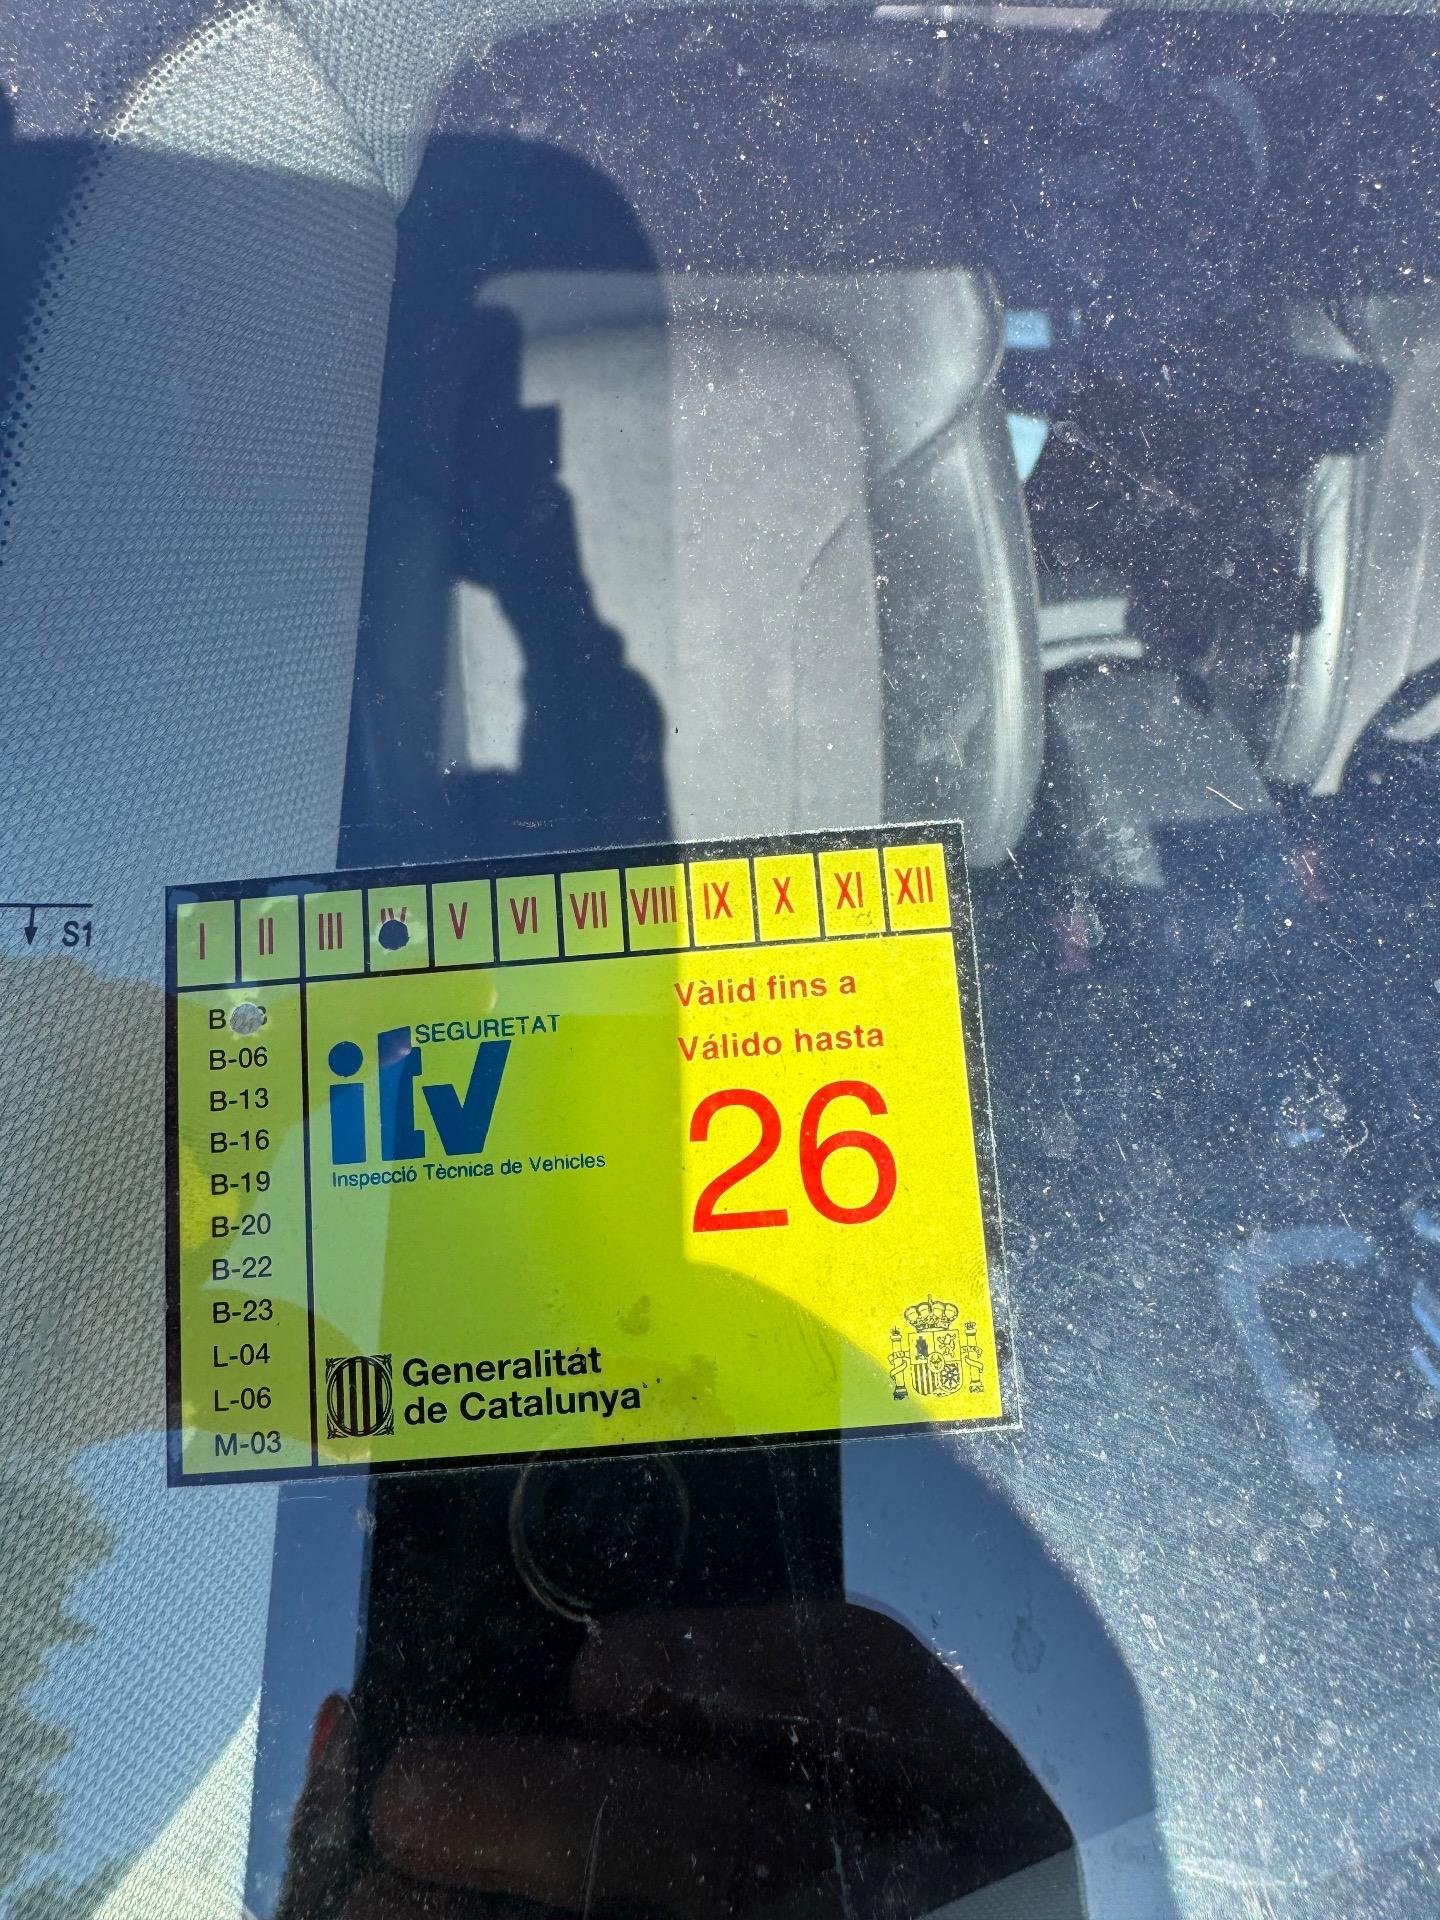 I II III IV V VI VII VIII IX X XI XII
S1
B-06
B-13
B-16
B-19
B-20
B-22
B-23
L-04
L-06
M-03
SEGURETAT
itv
Inspecció Tècnica de Vehicles
Vàlid fins a
Válido hasta
26
Generalitat
de Catalunya